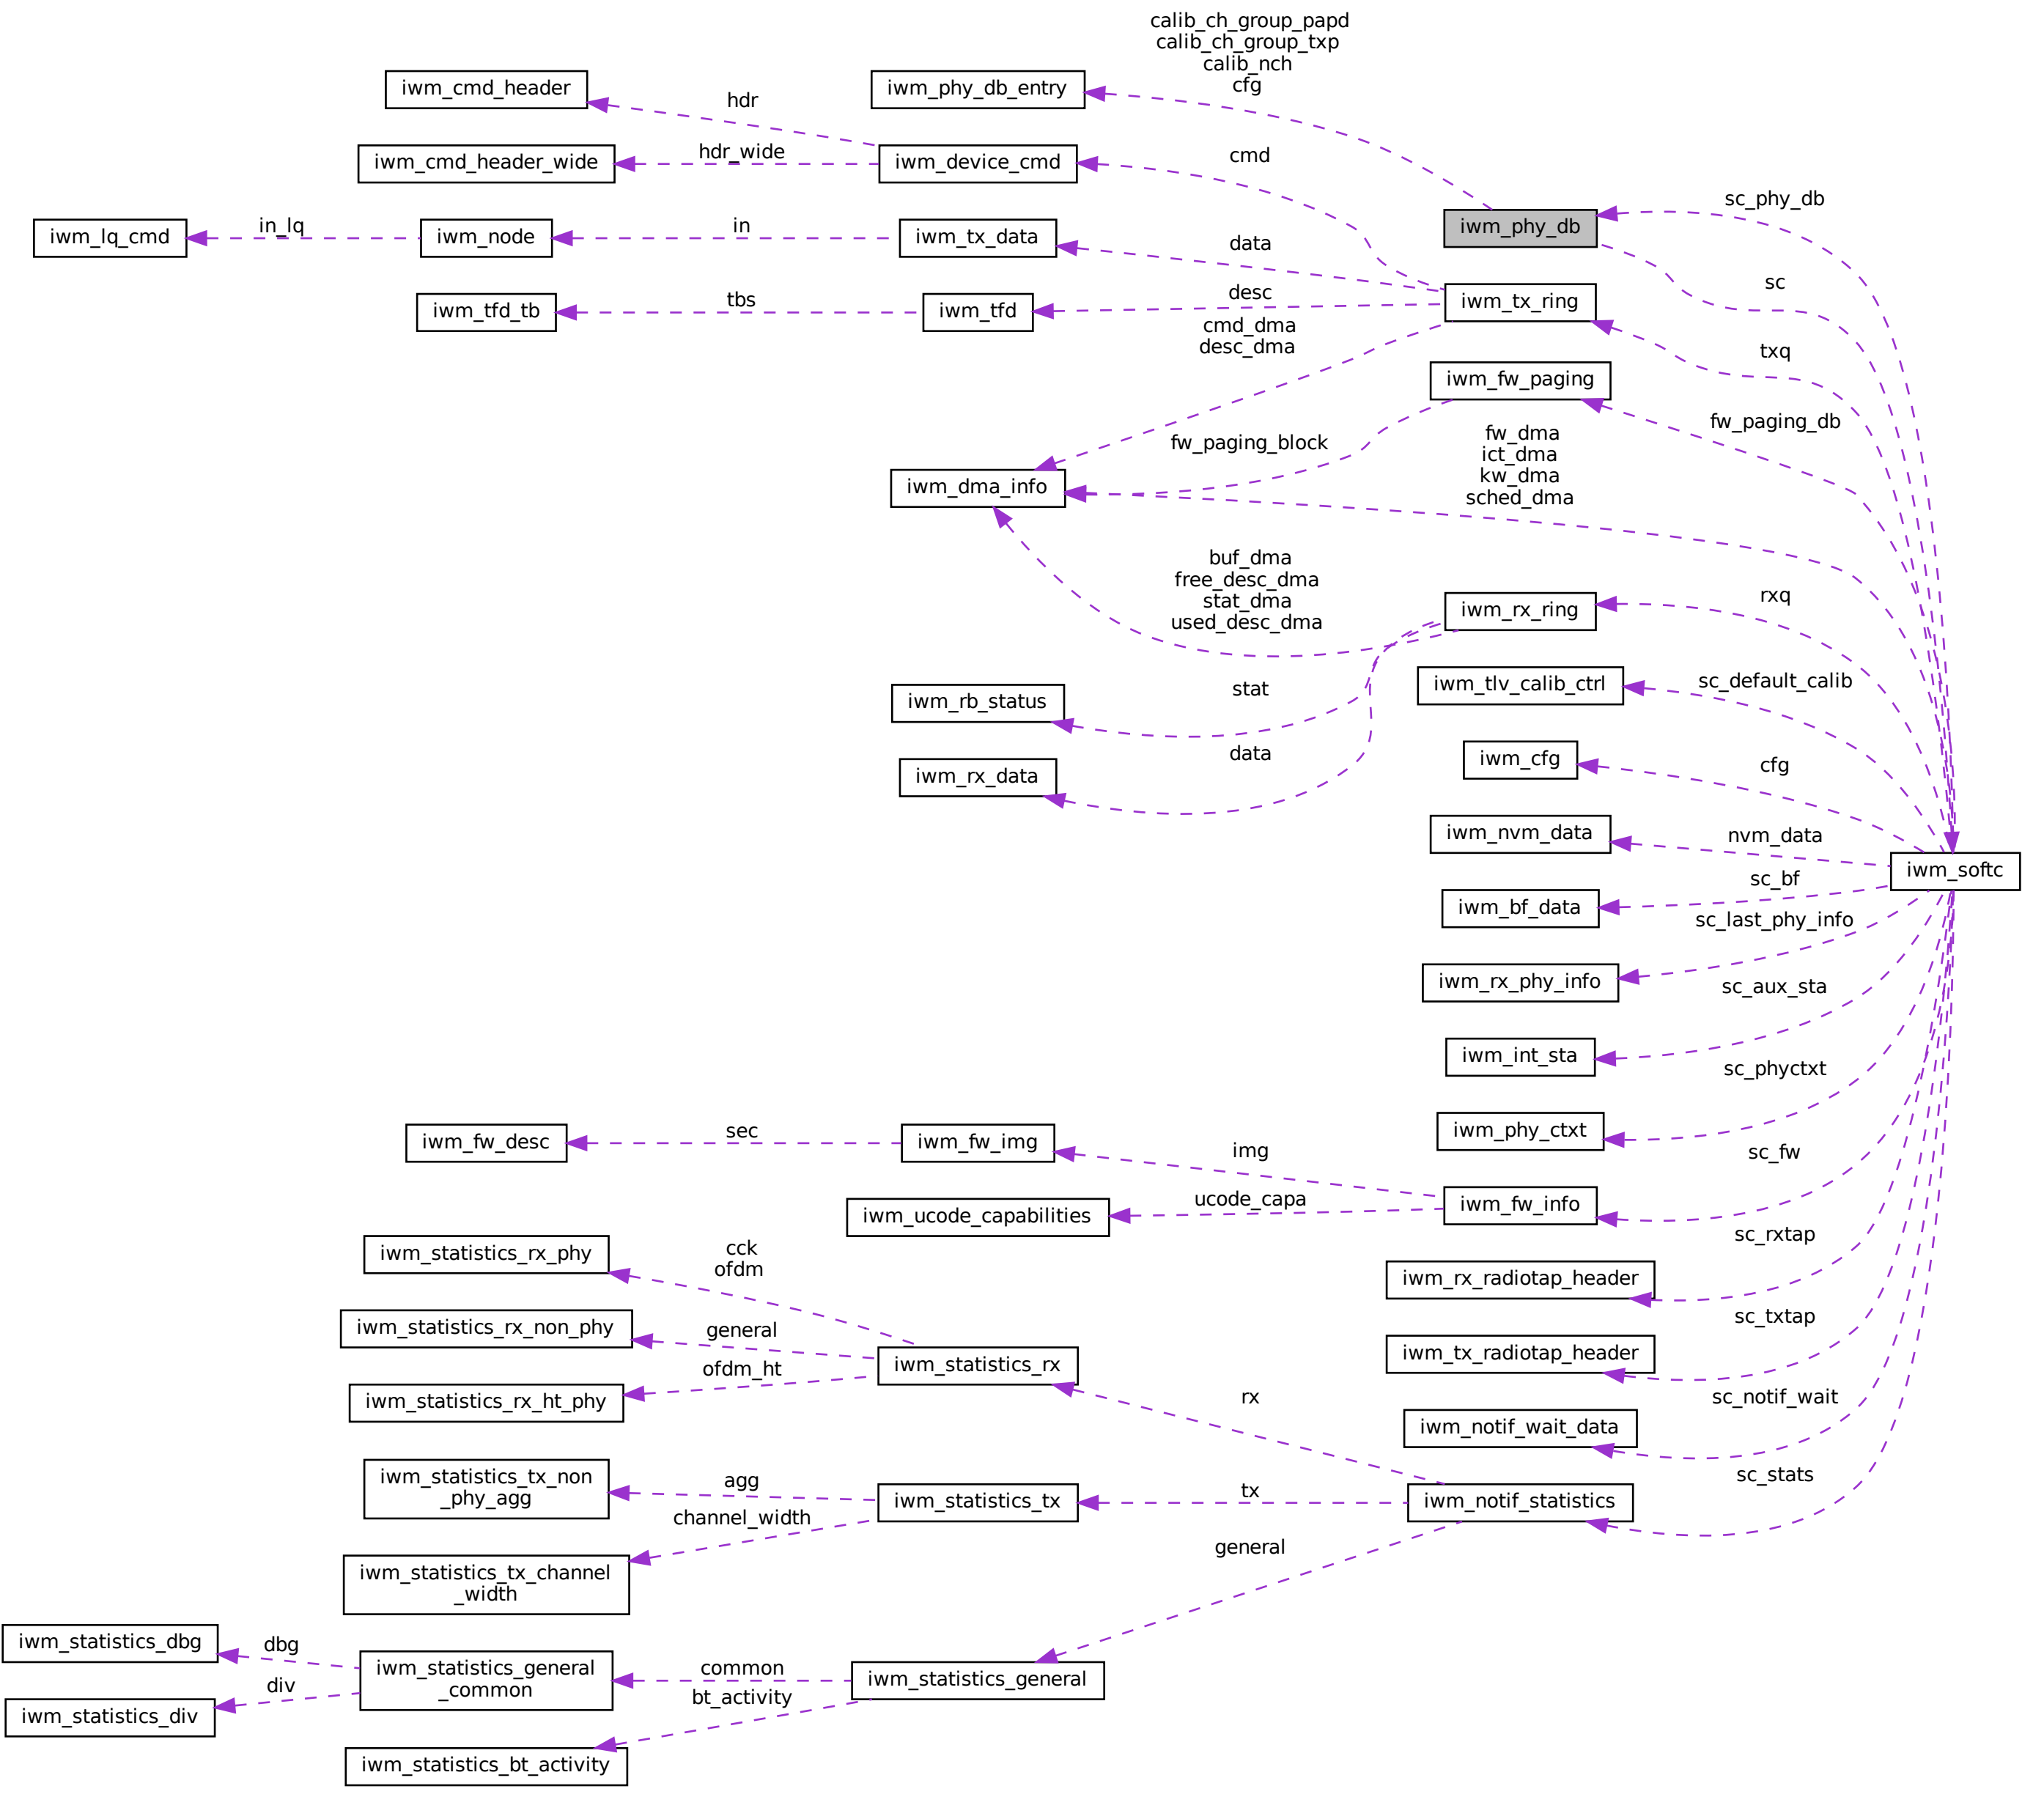 calib_ch_group_papd
calib_ch_group_txp
calib_nch
cfg
iwm_cmd_header
hdr
iwm_phy_db_entry
iwm_cmd_header_wide
hdr_wide
iwm_device_cmd
cmd
iwm_phy_db
sc_phy_db
iwm_lq_cmd
in_lq
iwm_node
in
iwm_tx_data
data
sc
iwm_tfd_tb
tbs
iwm_tfd
desc
iwm_tx_ring
cmd_dma
desc_dma
txq
iwm_fw_paging
fw_paging_db
fw_paging_block
fw_dma
ict_dma
kw_dma
sched_dma
iwm_dma_info
buf_dma
free_desc_dma
stat_dma
used_desc_dma
iwm_rx_ring
rxq
iwm_rb_status
stat
iwm_tlv_calib_ctrl
sc_default_calib
iwm_rx_data
data
iwm_cfg
cfg
iwm_nvm_data
nvm_data
iwm_softc
iwm_bf_data
sc_bf
sc_last_phy_info
iwm_rx_phy_info
sc_aux_sta
iwm_int_sta
sc_phyctxt
iwm_phy_ctxt
iwm_fw_desc
sec
iwm_fw_img
img
sc_fw
iwm_ucode_capabilities
ucode_capa
iwm_fw_info
iwm_statistics_rx_phy
cck
ofdm
sc_rxtap
iwm_rx_radiotap_header
iwm_statistics_rx_non_phy
general
sc_txtap
iwm_statistics_rx
iwm_tx_radiotap_header
iwm_statistics_rx_ht_phy
ofdm_ht
rx
sc_notif_wait
iwm_notif_wait_data
iwm_statistics_tx_non
_phy_agg
agg
iwm_statistics_tx
tx
iwm_notif_statistics
sc_stats
channel_width
iwm_statistics_tx_channel
_width
general
iwm_statistics_dbg
dbg
iwm_statistics_general
_common
common
iwm_statistics_general
div
bt_activity
iwm_statistics_div
iwm_statistics_bt_activity